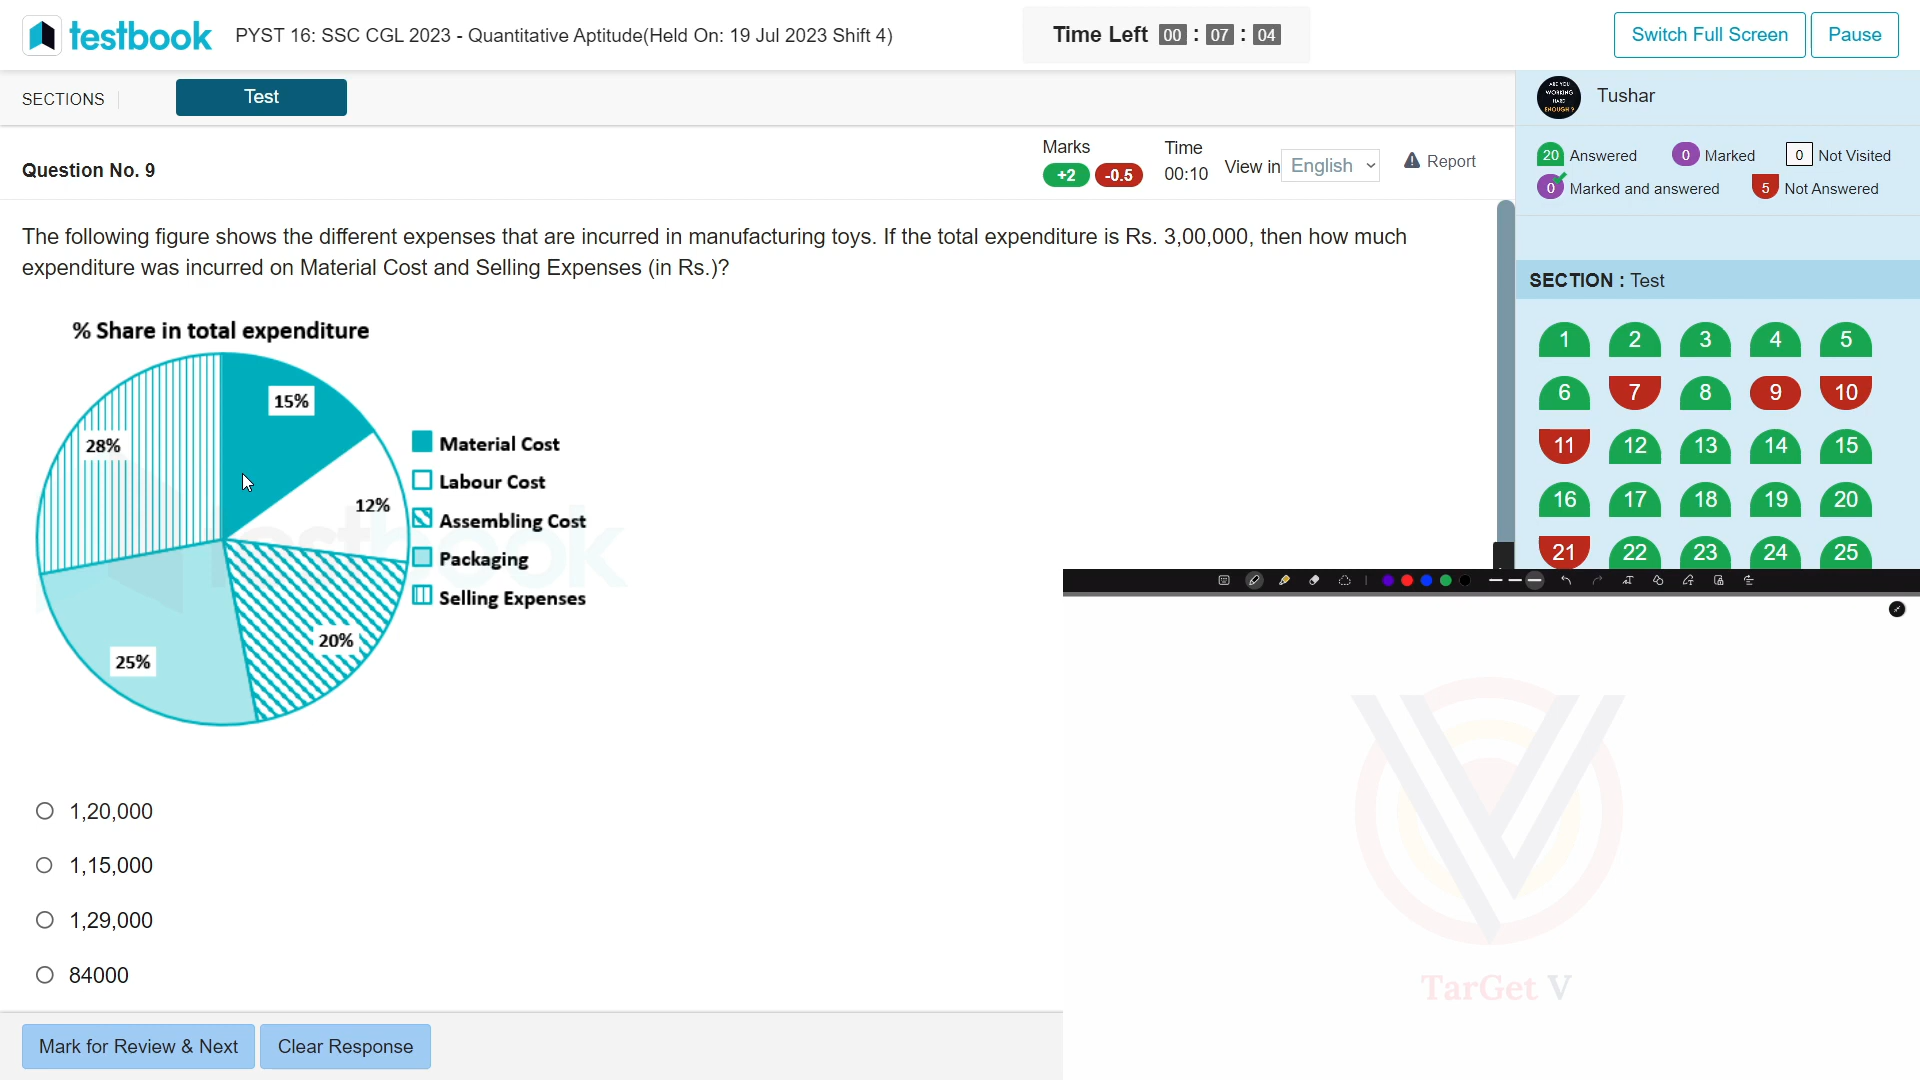 testbook PYST 16: SSC CGL 2023 - Quantitative Aptitude(Held On: 19 Jul 2023 Shift 4) Time Left 00 : 07 : 04 Switch Full Screen Pause
SECTIONS Test
Tushar
Question No. 9
Marks
+2 -0.5
Time
00:10
View in English
Report
20 Answered 0 Marked 0 Not Visited
0 Marked and answered 5 Not Answered
The following figure shows the different expenses that are incurred in manufacturing toys. If the total expenditure is Rs. 3,00,000, then how much
expenditure was incurred on Material Cost and Selling Expenses (in Rs.)?
% Share in total expenditure
15%
28%
12%
20%
25%
Material Cost
Labour Cost
Assembling Cost
Packaging
Selling Expenses
1,20,000
1,15,000
1,29,000
84000
Mark for Review & Next Clear Response
SECTION : Test
1 2 3 4 5
6 7 8 9 10
11 12 13 14 15
16 17 18 19 20
21 22 23 24 25
TarGet V
ARE YOU
WORKING
HARD
ENOUGH ?
testbook